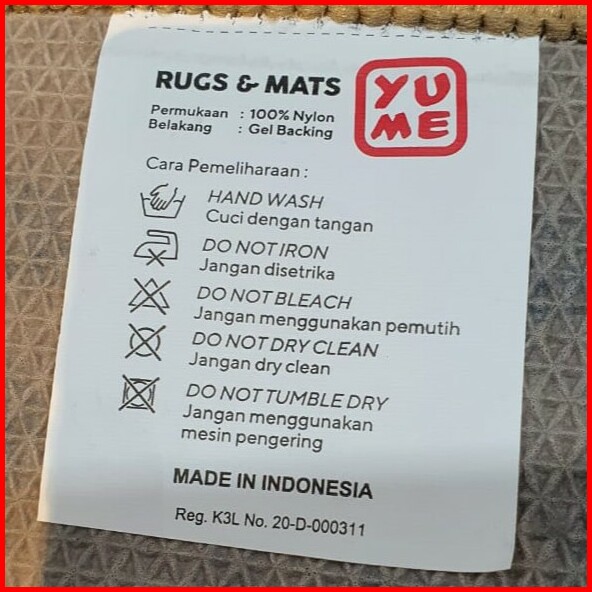 RUGS & MATS
YU
ME
Permukaan : 100% Nylon
Belakang : Gel Backing
Cara Pemeliharaan :
HAND WASH
Cuci dengan tangan
DO NOT IRON
Jangan disetrika
DO NOT BLEACH
Jangan menggunakan pemutih
DO NOT DRY CLEAN
Jangan dry clean
DO NOT TUMBLE DRY
Jangan menggunakan
mesin pengering
MADE IN INDONESIA
Reg. K3L No. 20-D-000311